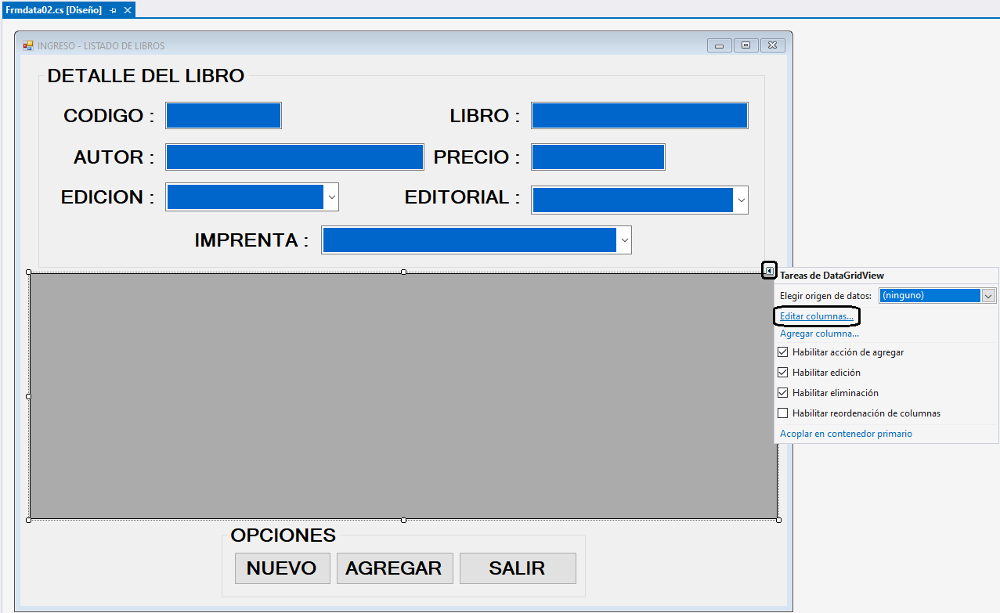 Frmdata02.cs [Diseño]
INGRESO - LISTADO DE LIBROS
DETALLE DEL LIBRO
CODIGO :
LIBRO :
AUTOR :
PRECIO :
EDICION :
EDITORIAL :
IMPRENTA :
Tareas de DataGridView
Elegir origen de datos: (ninguno)
Editar columnas...
Agregar columna...
Habilitar acción de agregar
Habilitar edición
Habilitar eliminación
Habilitar reordenación de columnas
Acoplar en contenedor primario
OPCIONES
NUEVO
AGREGAR
SALIR